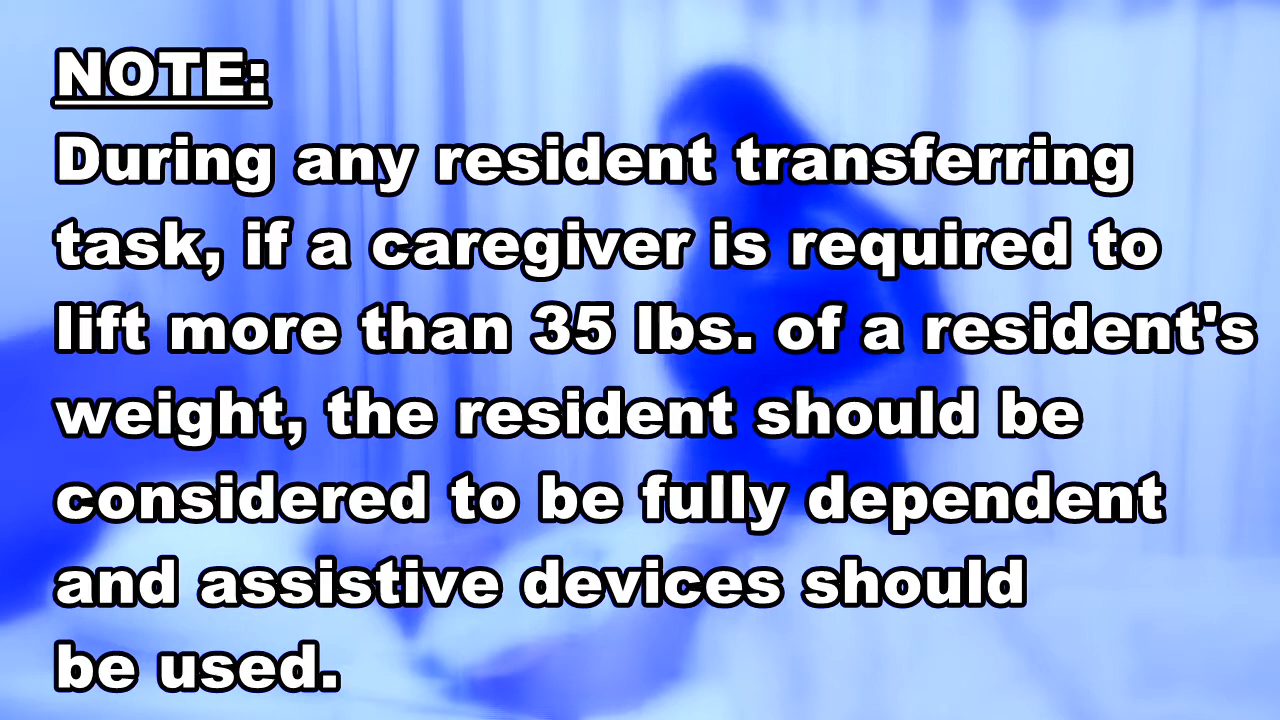 NOTE:
During any resident transferring
task, if a caregiver is required to
lift more than 35 lbs. of a resident's
weight, the resident should be
considered to be fully dependent
and assistive devices should
be used.